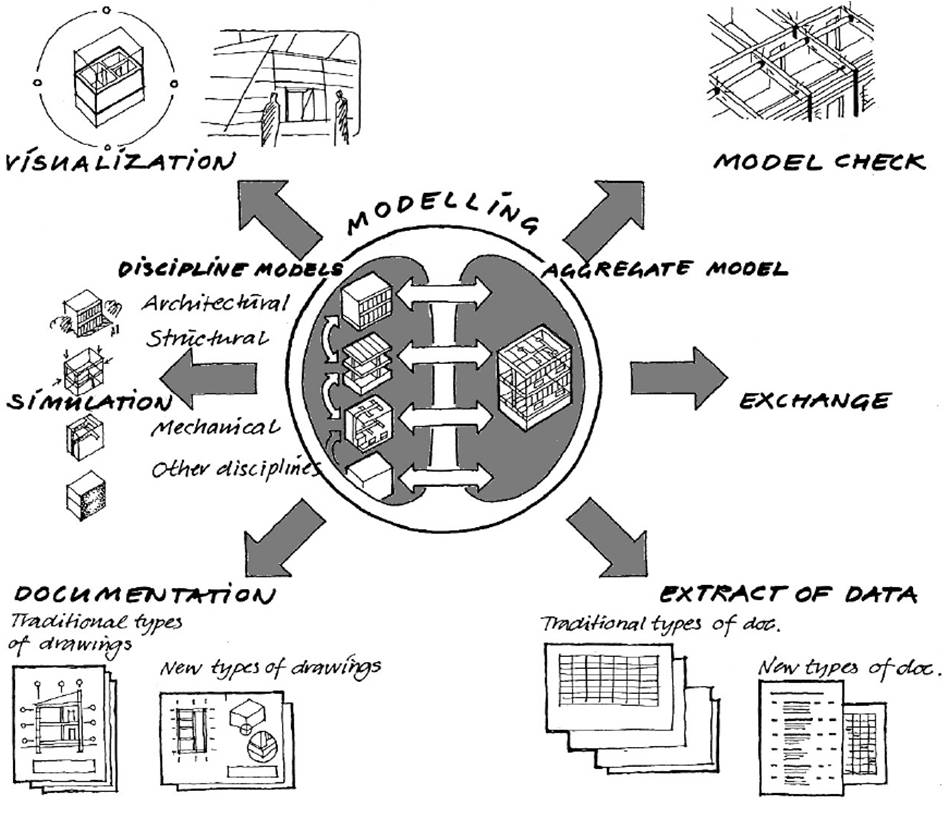 VISUALIZATION
MODEL CHECK
MODELLING
DISCIPLINE MODELS
AGGREGATE MODEL
Architectural
Structural
SIMULATION
EXCHANGE
Mechanical
Other disciplines
DOCUMENTATION
Traditional types
of drawings
New types of drawings
EXTRACT OF DATA
Traditional types of doc.
New types of doc.